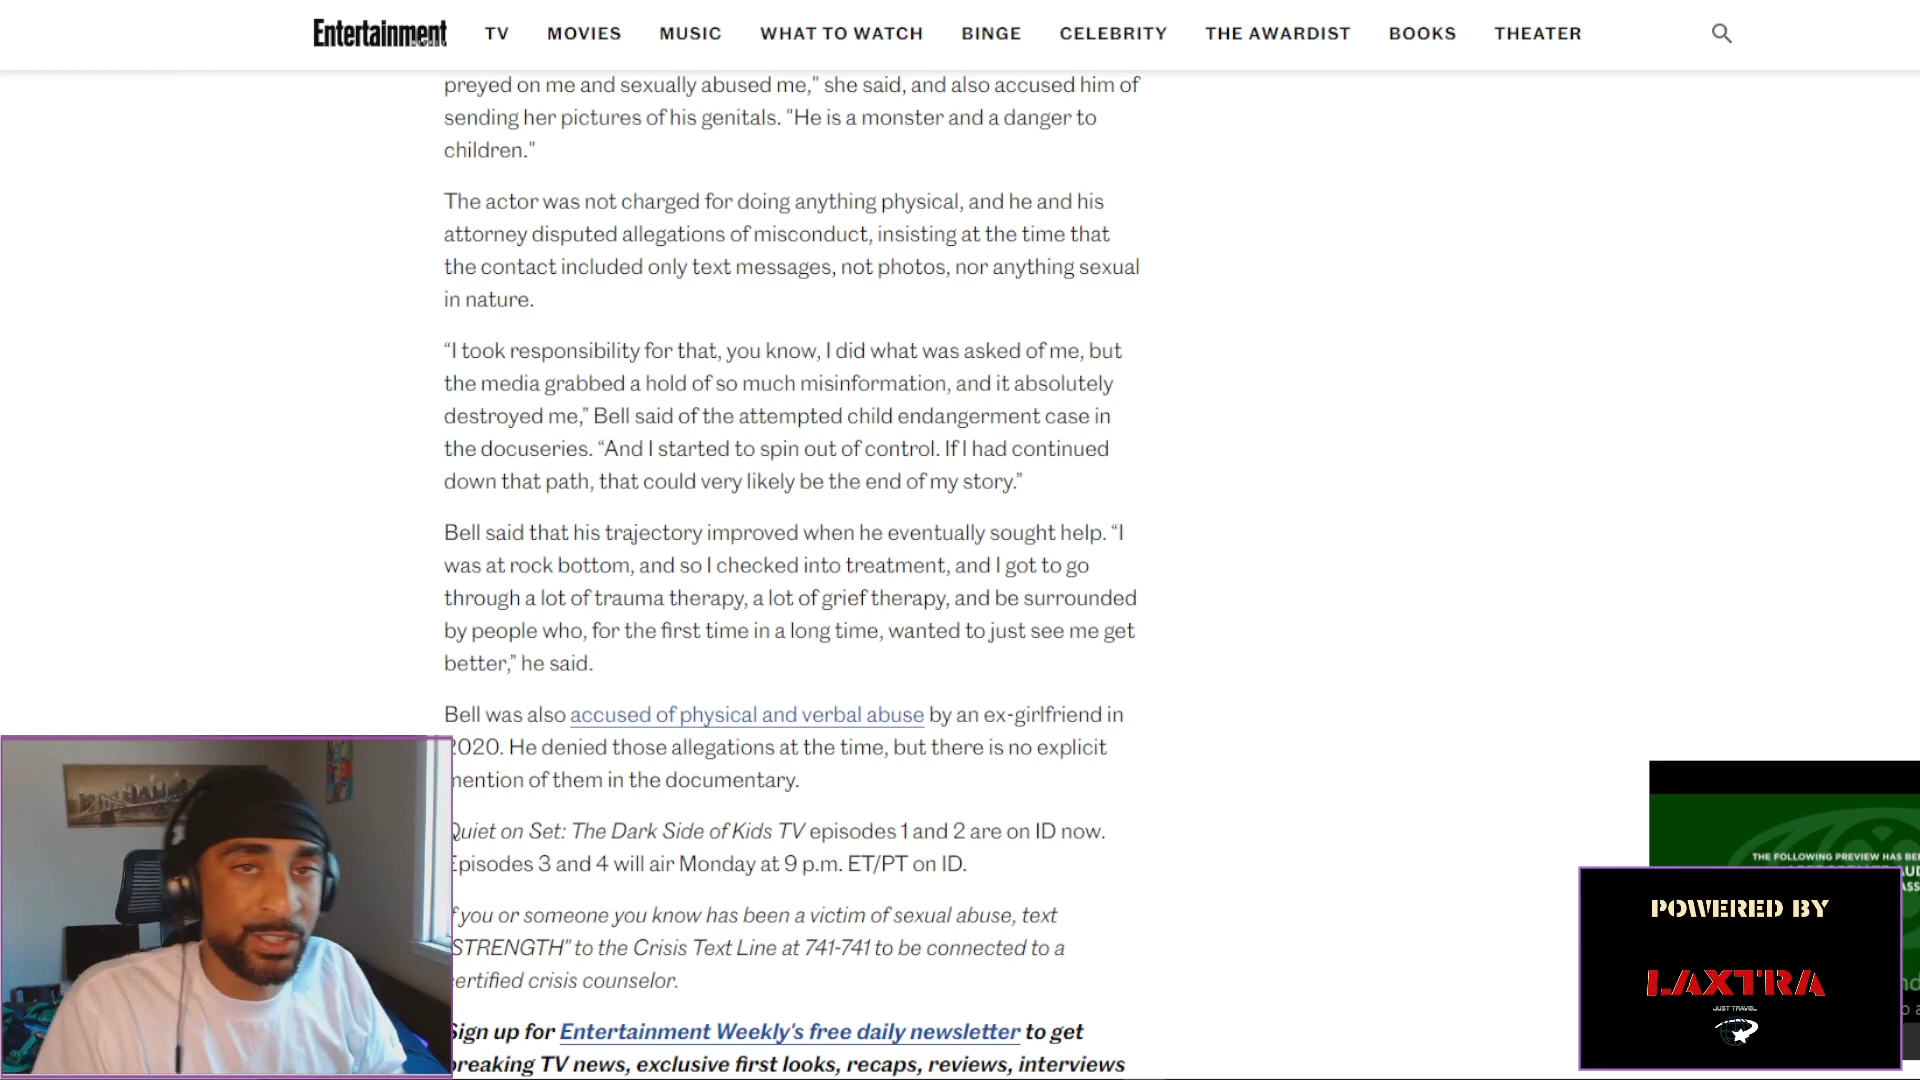 Entertainment
TV MOVIES MUSIC WHAT TO WATCH BINGE CELEBRITY THE AWARDIST BOOKS THEATER
preyed on me and sexually abused me," she said, and also accused him of
sending her pictures of his genitals. "He is a monster and a danger to
children."
The actor was not charged for doing anything physical, and he and his
attorney disputed allegations of misconduct, insisting at the time that
the contact included only text messages, not photos, nor anything sexual
in nature.
“I took responsibility for that, you know, I did what was asked of me, but
the media grabbed a hold of so much misinformation, and it absolutely
destroyed me,” Bell said of the attempted child endangerment case in
the docuseries. “And I started to spin out of control. If I had continued
down that path, that could very likely be the end of my story.”
Bell said that his trajectory improved when he eventually sought help. “I
was at rock bottom, and so I checked into treatment, and I got to go
through a lot of trauma therapy, a lot of grief therapy, and be surrounded
by people who, for the first time in a long time, wanted to just see me get
better,” he said.
Bell was also accused of physical and verbal abuse by an ex-girlfriend in
2020. He denied those allegations at the time, but there is no explicit
mention of them in the documentary.
Quiet on Set: The Dark Side of Kids TV episodes 1 and 2 are on ID now.
Episodes 3 and 4 will air Monday at 9 p.m. ET/PT on ID.
If you or someone you know has been a victim of sexual abuse, text
"STRENGTH" to the Crisis Text Line at 741-741 to be connected to a
certified crisis counselor.
Sign up for Entertainment Weekly's free daily newsletter to get
breaking TV news, exclusive first looks, recaps, reviews, interviews
THE FOLLOWING PREVIEW HAS BEE
POWERED BY
LAXTRA
JUST TRAVEL